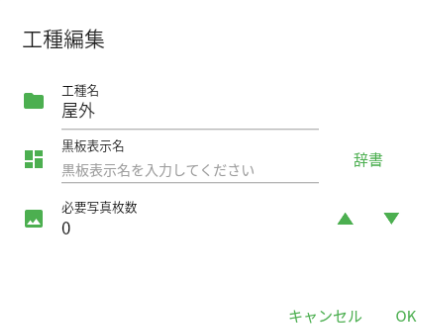 工種編集
工種名
屋外
黒板表示名
黒板表示名を入力してください
辞書
必要写真枚数
0
キャンセル
OK